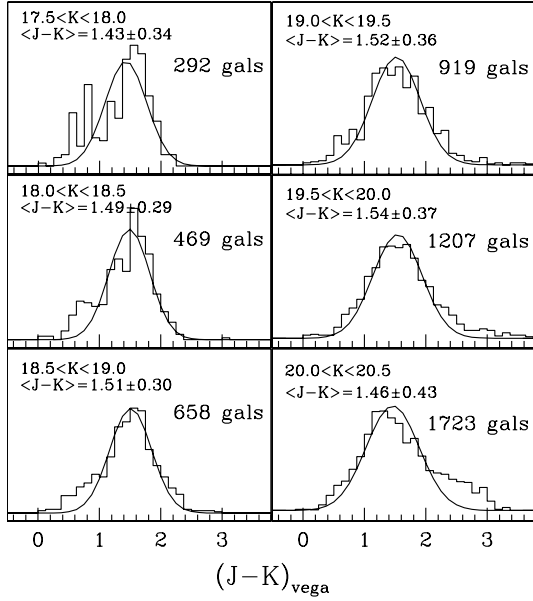 17.5<K<18.0
<J−K>=1.43±0.34
292 gals
18.0<K<18.5
<J−K>=1.49±0.29
469 gals
18.5<K<19.0
<J−K>=1.51±0.30
658 gals
19.0<K<19.5
<J−K>=1.52±0.36
919 gals
19.5<K<20.0
<J−K>=1.54±0.37
1207 gals
20.0<K<20.5
<J−K>=1.46±0.43
1723 gals
0 1 2 3
0 1 2 3
(J−K)vega